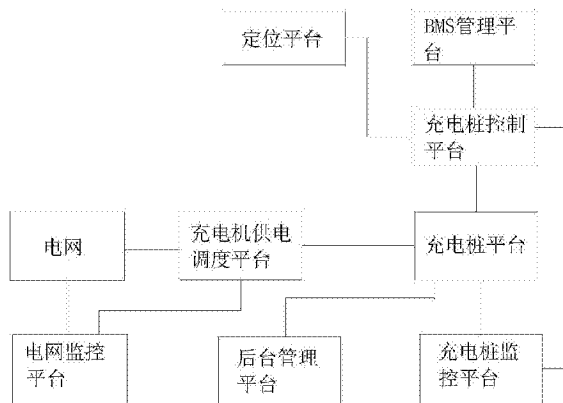 定位平台
BMS管理平
台
充电桩控制
平台
电网
充电机供电
调度平台
充电桩平台
电网监控
平台
后台管理
平台
充电桩监
控平台